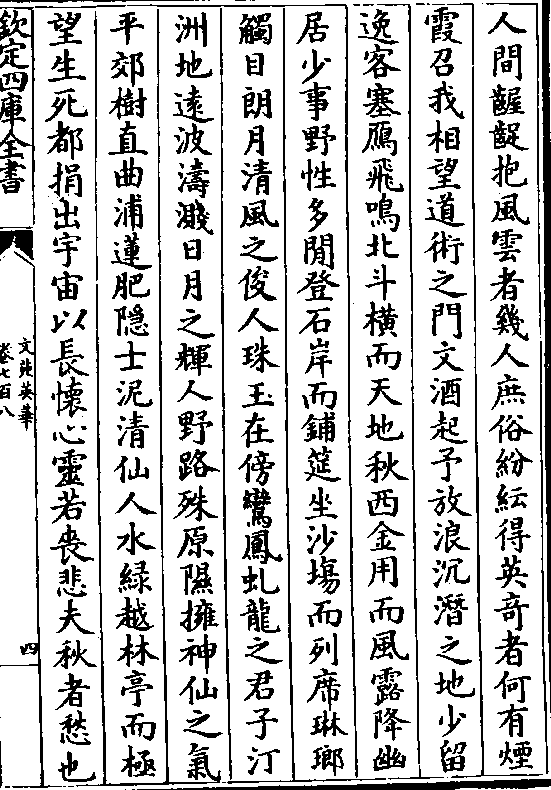 人間齷齪抱風雲者幾人庶俗紛紜得英奇者何有煙
霞召我相望道術之門文酒起予放浪沉潛之地少留
逸客塞鴈飛鳴北斗橫而天地秋西金用而風露降幽
居少事野性多閒登石岸而鋪筵坐沙塲而列席琳瑯
觸目朗月清風之俊人珠玉在傍鸞鳳虬龍之君子汀
洲地逺波濤濺日月之輝人野路殊原隰擁神仙之氣
平郊樹直曲浦蓮肥隠士泥清仙人水緑越林亭而極
望生死都捐出宇宙以長懷心靈若喪悲夫秋者愁也
欽定四庫全書
文苑英華
卷七百八
四